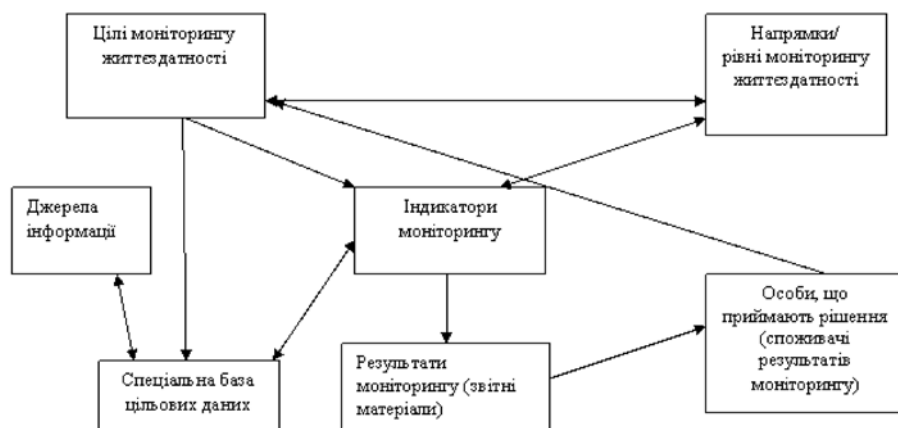 Цілі моніторингу
життєздатності
Напрямки/
рівні моніторингу
життєздатності
Джерела
інформації
Індикатори
моніторингу
Особи, що
приймають рішення
(споживачі
результатів
моніторингу)
Спеціальна база
цільових даних
Результати
моніторингу (звітні
матеріали)